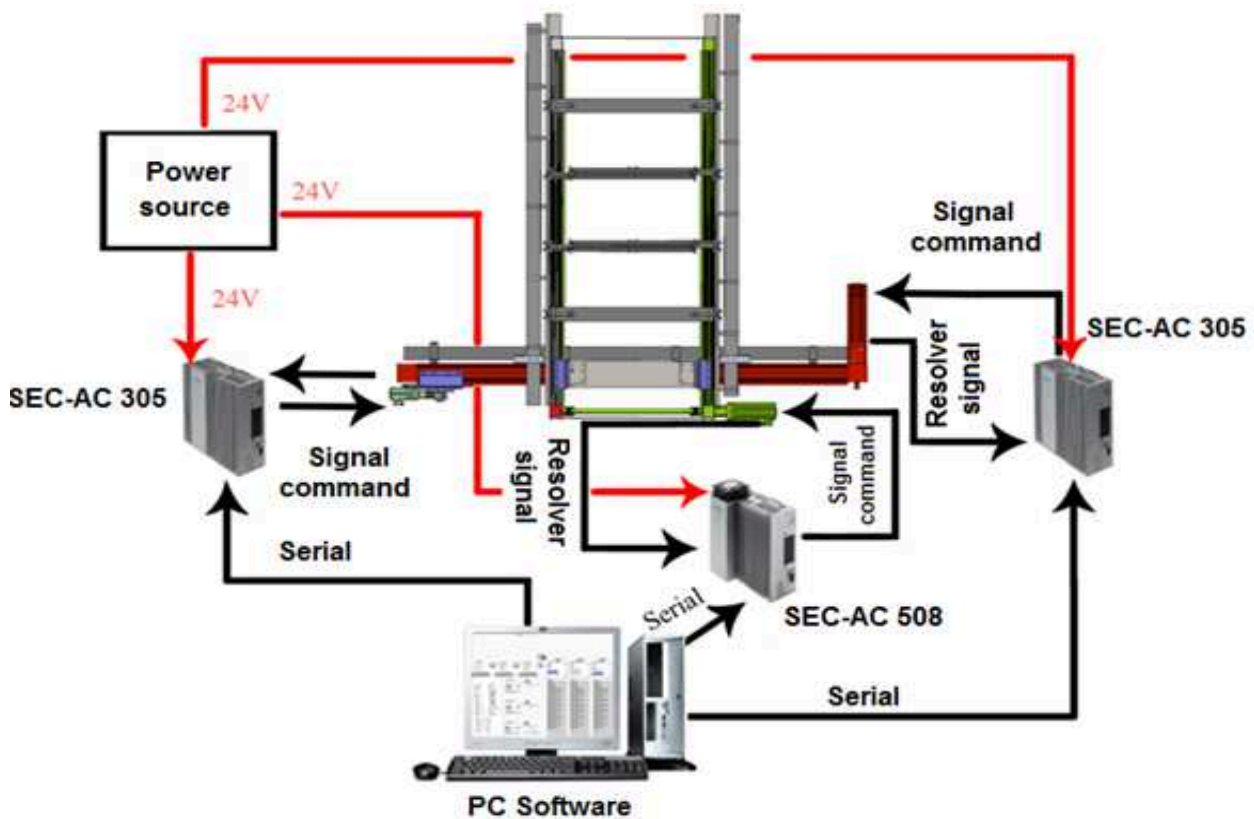 24V
Power
source
24V
24V
Signal
command
SEC-AC 305
Resolver
signal
SEC-AC 305
Signal
command
Resolver
signal
Signal
command
Serial
Serial
SEC-AC 508
Serial
PC Software